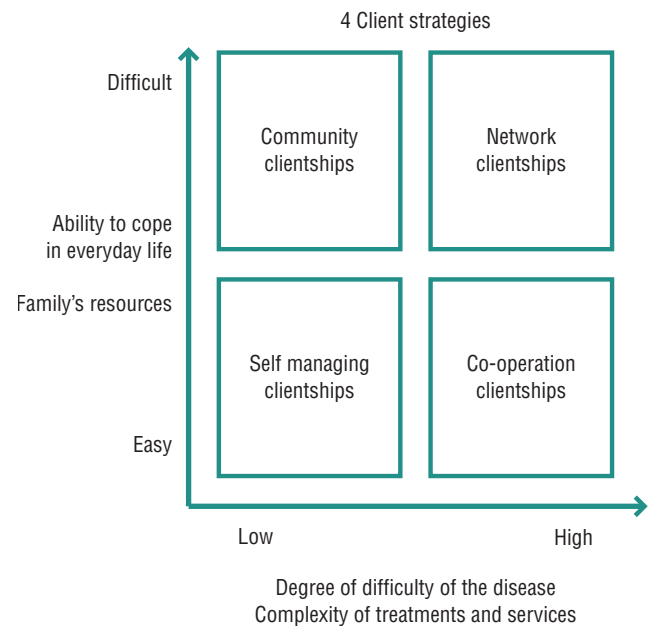 4 Client strategies
Difficult
Community
clientships
Network
clientships
Ability to cope
in everyday life
Family's resources
Self managing
clientships
Co-operation
clientships
Easy
Low
High
Degree of difficulty of the disease
Complexity of treatments and services